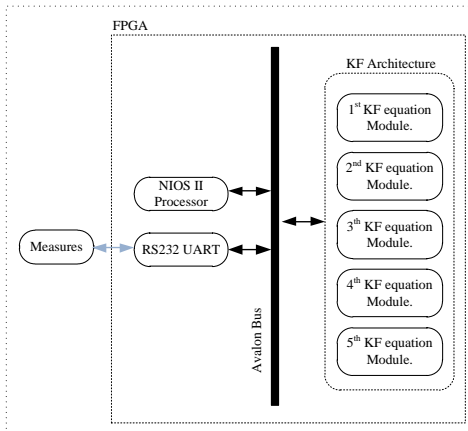 FPGA
KF Architecture
1st KF equation
Module.
2nd KF equation
Module.
NIOS II
Processor
3th KF equation
Module.
Measures
RS232 UART
4th KF equation
Module.
Avalon Bus
5th KF equation
Module.